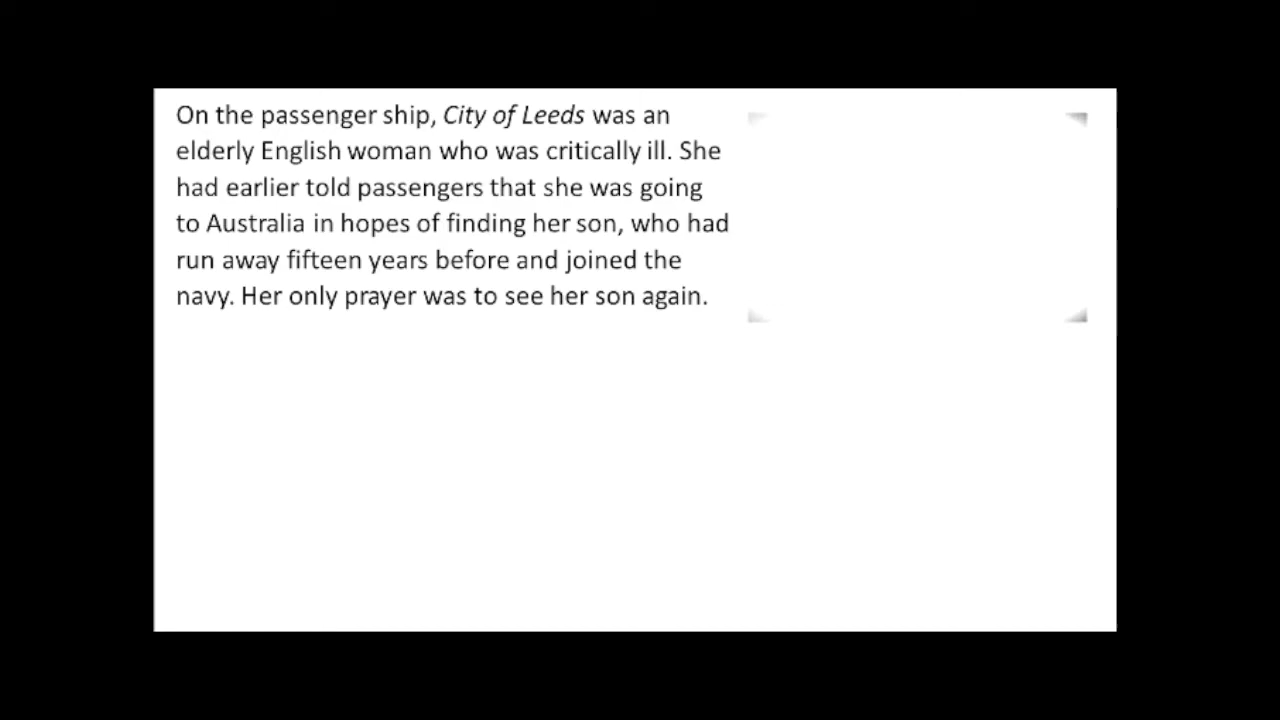 On the passenger ship, City of Leeds was an
elderly English woman who was critically ill. She
had earlier told passengers that she was going
to Australia in hopes of finding her son, who had
run away fifteen years before and joined the
navy. Her only prayer was to see her son again.